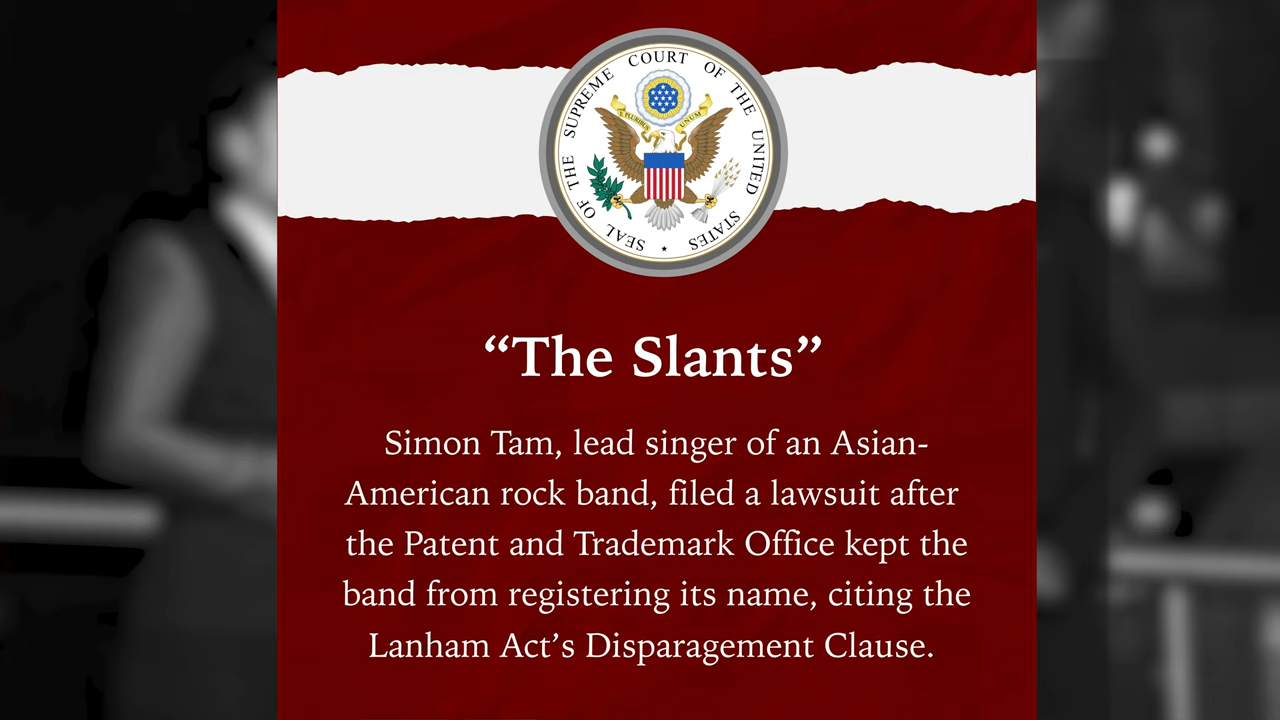 SEAL OF THE SUPREME COURT OF THE UNITED STATES
E PLURIBUS UNUM
“The Slants”
Simon Tam, lead singer of an Asian-
American rock band, filed a lawsuit after
the Patent and Trademark Office kept the
band from registering its name, citing the
Lanham Act’s Disparagement Clause.